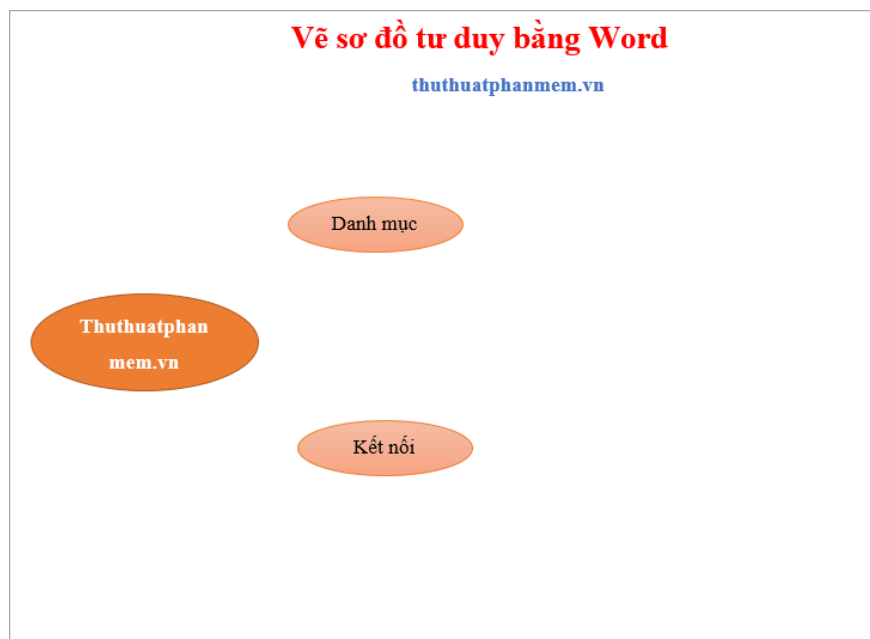 Vẽ sơ đồ tư duy bằng Word
thuthuatphanmem.vn
Danh mục
Thuthuatphan
mem.vn
Kết nối